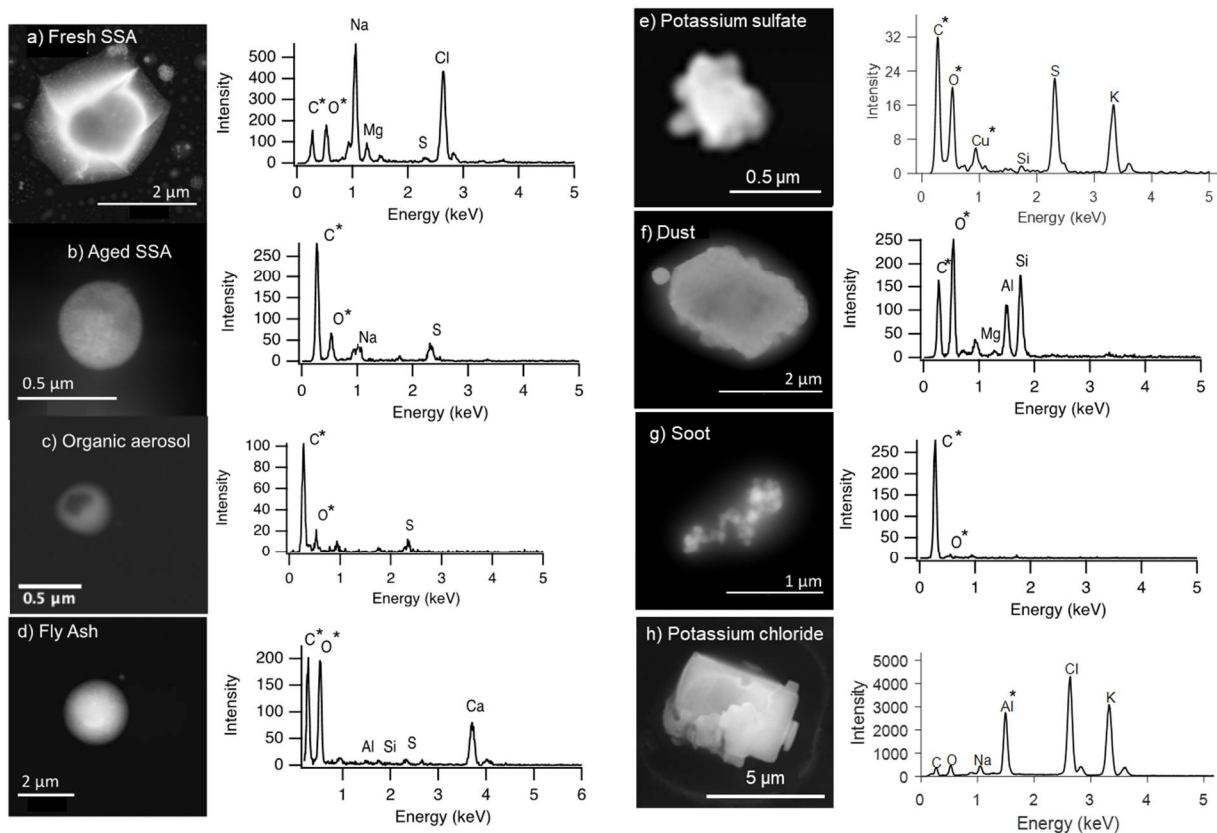 a) Fresh SSA
2 µm
Intensity
500
400
300
200
100
0
C* O* Na Mg S Cl
0 1 2 3 4 5
Energy (keV)
b) Aged SSA
0.5 µm
Intensity
250
200
150
100
50
0
C* O* Na S
0 1 2 3 4 5
Energy (keV)
c) Organic aerosol
0.5 µm
Intensity
100
80
60
40
20
0
C* O* S
0 1 2 3 4 5
Energy (keV)
d) Fly Ash
2 µm
Intensity
200
150
100
50
0
C* O* Al Si S Ca
1 2 3 4 5 6
Energy (keV)
e) Potassium sulfate
0.5 µm
Intensity
32
24
16
8
0
C* O* Cu* Si S K
0 1 2 3 4 5
Energy (keV)
f) Dust
2 µm
Intensity
250
200
150
100
50
0
C* O* Mg Al Si
0 1 2 3 4 5
Energy (keV)
g) Soot
1 µm
Intensity
250
200
150
100
50
0
C* O*
0 1 2 3 4 5
Energy (keV)
h) Potassium chloride
5 µm
Intensity
5000
4000
3000
2000
1000
0
C O Na Al* Cl K
0 1 2 3 4 5
Energy (keV)